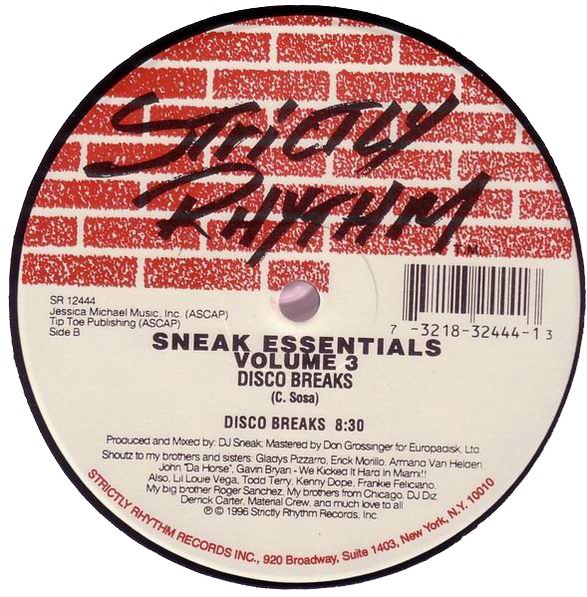 STRICTLY
RHYTHM
T.M.
SR 12444
Jessica Michael Music, Inc. (ASCAP)
Tip Toe Publishing (ASCAP)
Side B
7 -3218-32444-1 3
SNEAK ESSENTIALS
VOLUME 3
DISCO BREAKS
(C. Sosa)
DISCO BREAKS 8:30
Produced and Mixed by: DJ Sneak; Mastered by Don Grossinger for Europadisk, Ltd
Shoutz to my brothers and sisters: Gladys Pizzarro, Erick Morillo, Armand Van Helden,
John "Da Horse", Gavin Bryan - We Kicked It Hard In Miami!!
Also, Lil Louie Vega, Todd Terry, Kenny Dope, Frankie Feliciano,
My big brother Roger Sanchez, My brothers from Chicago, DJ Diz,
Derrick Carter, Material Crew, and much love to all
℗ © 1996 Strictly Rhythm Records, Inc.
STRICTLY RHYTHM RECORDS INC., 920 Broadway, Suite 1403, New York, N.Y. 10010